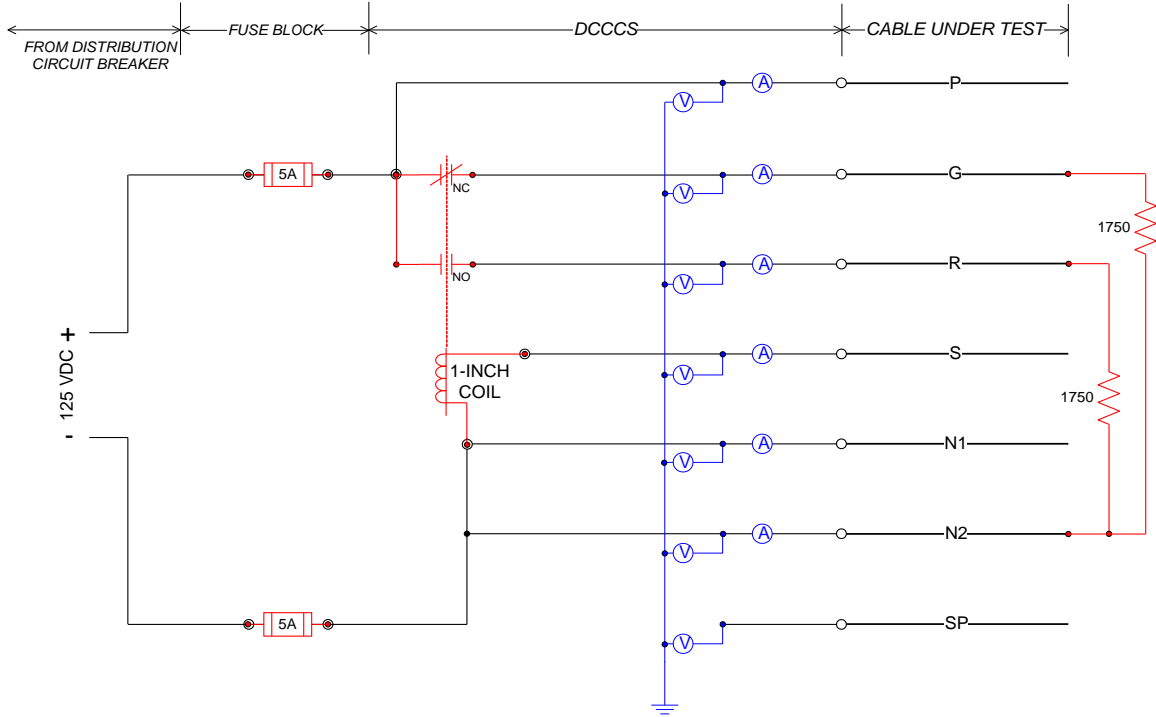 FROM DISTRIBUTION
CIRCUIT BREAKER
FUSE BLOCK
DCCCS
CABLE UNDER TEST
V
A
P
5A
NC
V
A
G
1750
NO
V
A
R
125 VDC
+
-
1-INCH
COIL
V
A
S
1750
V
A
N1
V
A
N2
5A
V
SP